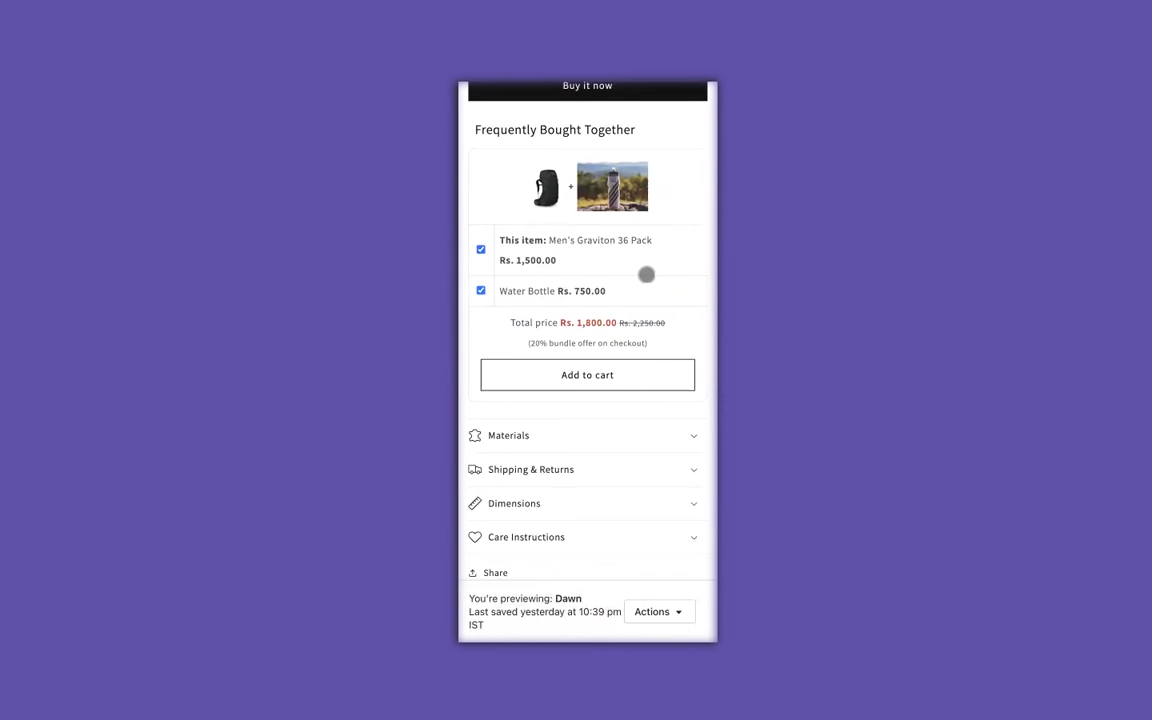 Buy it now
Frequently Bought Together
+
This item: Men's Graviton 36 Pack
Rs. 1,500.00
Water Bottle Rs. 750.00
Total price Rs. 1,800.00 Rs. 2,250.00
(20% bundle offer on checkout)
Add to cart
Materials
Shipping & Returns
Dimensions
Care Instructions
Share
You're previewing: Dawn
Last saved yesterday at 10:39 pm
IST
Actions